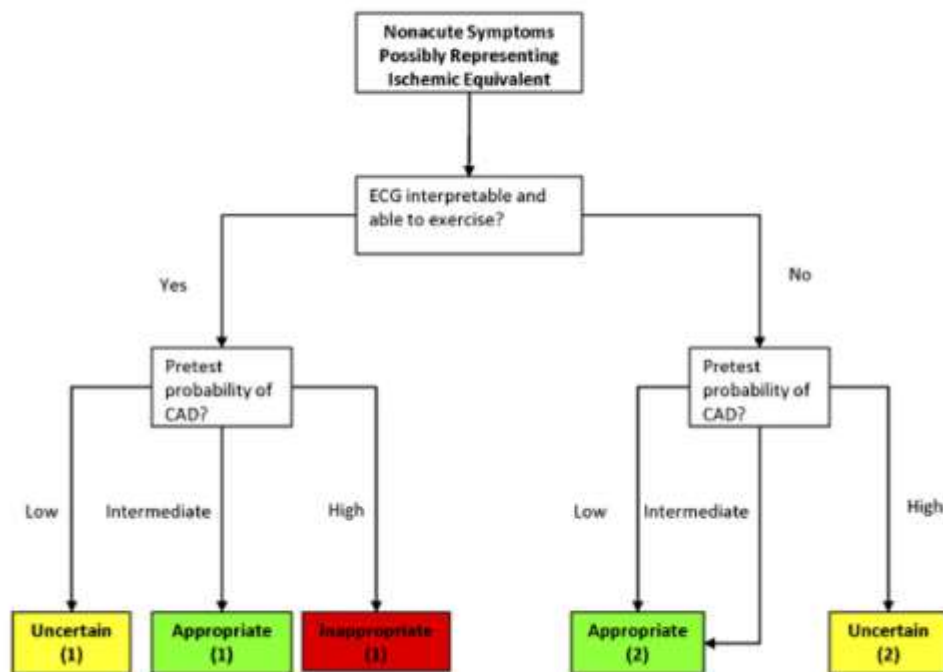 Nonacute Symptoms
Possibly Representing
Ischemic Equivalent
ECG interpretable and
able to exercise?
Yes
No
Pretest
probability of
CAD?
Pretest
probability of
CAD?
Low
Intermediate
High
Low
Intermediate
High
Uncertain
(1)
Appropriate
(1)
Inappropriate
(1)
Appropriate
(2)
Uncertain
(2)